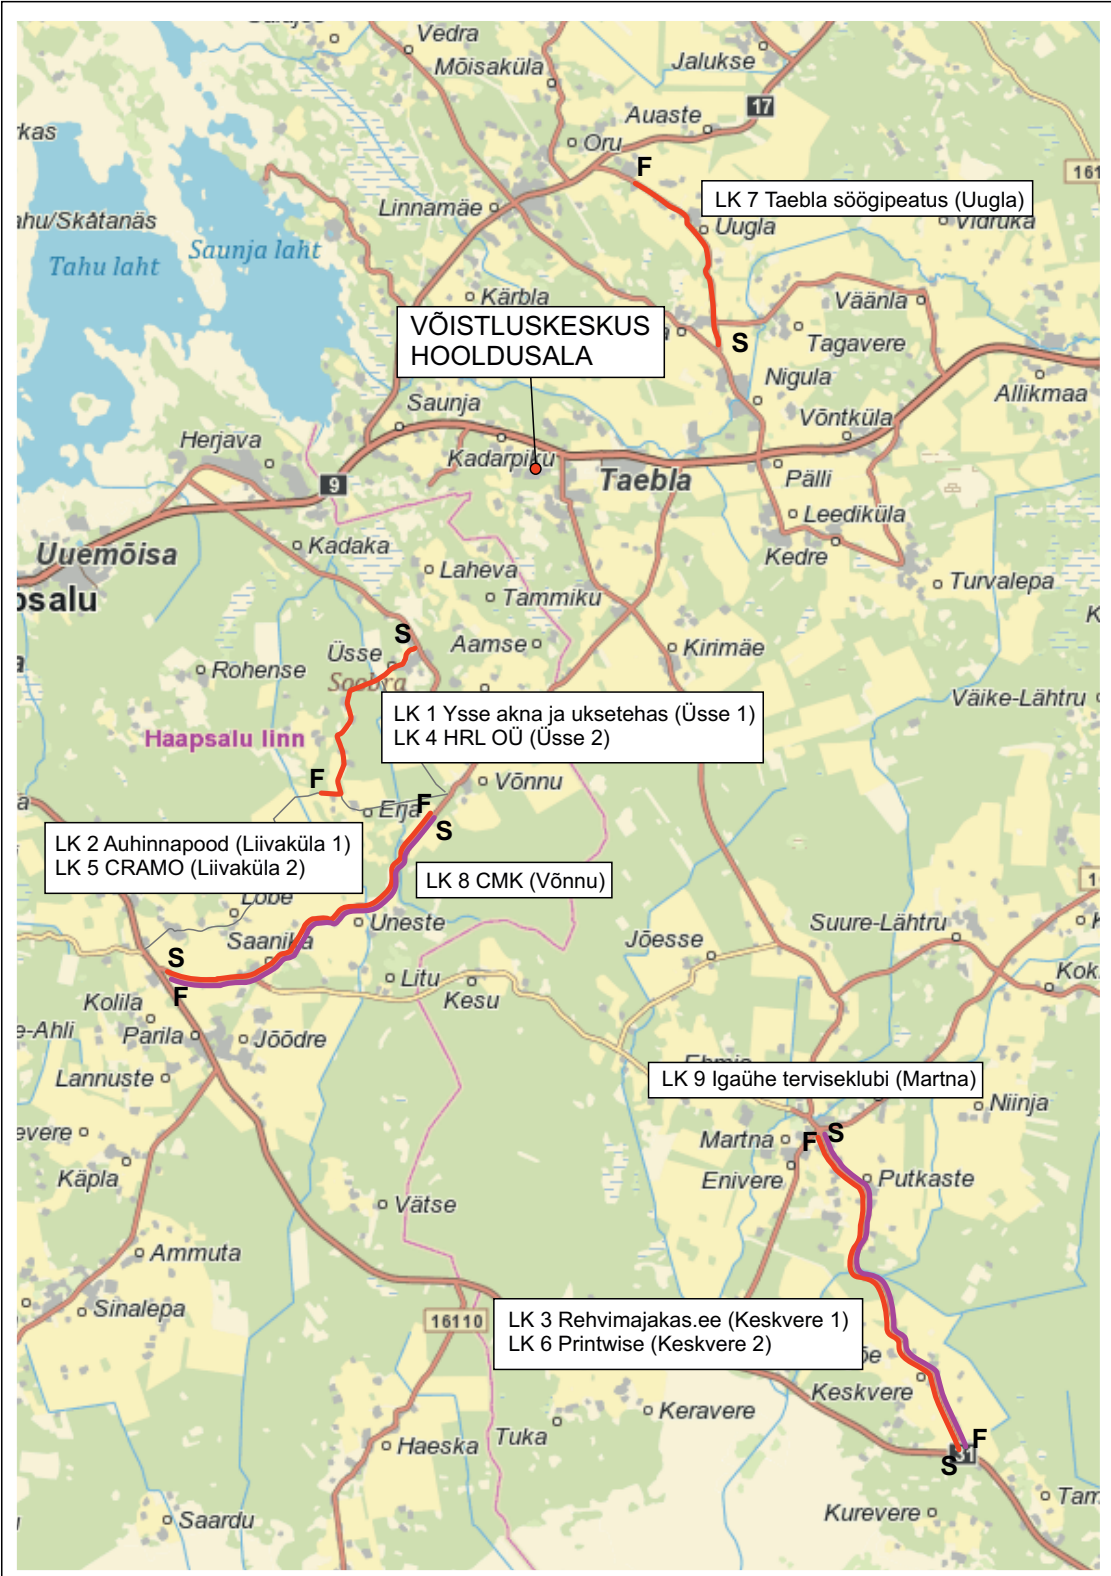 Vedra
Mõisaküla
Jalukse
17
Auaste
Oru
F
161
LK 7 Taebla söögipeatus (Uugla)
Linnamäe
Uugla
Vidruka
ahu/Skåtanäs
Saunja laht
Tahu laht
Kärbla
Väänla
VÕISTLUSKESKUS
HOOLDUSALA
S
Tagavere
Nigula
Allikmaa
Saunja
Võntküla
Herjava
Kadarpiku
Taebla
Pälli
9
Leediküla
Kadaka
Kedre
Uuemõisa
Laheva
Turvalepa
psalu
Tammiku
S
Aamse
Kirimäe
Üsse
Rohense
Soobra
Väike-Lähtru
LK 1 Ysse akna ja uksetehas (Üsse 1)
LK 4 HRL OÜ (Üsse 2)
Haapsalu linn
F
Võnnu
Erja
F
S
LK 2 Auhinnapood (Liivaküla 1)
LK 5 CRAMO (Liivaküla 2)
LK 8 CMK (Võnnu)
Lobe
Uneste
Suure-Lähtru
Saanika
Jõesse
S
Litu
Kesu
F
Kolila
e-Ahli
Parila
Jõõdre
Lannuste
LK 9 Igaühe terviseklubi (Martna)
Niinja
evere
Martna
F
S
Käpla
Enivere
Putkaste
Vätse
Ammuta
Sinalepa
16110
LK 3 Rehvimajakas.ee (Keskvere 1)
LK 6 Printwise (Keskvere 2)
Keskvere
Keravere
Haeska
Tuka
F
31
S
Kurevere
Saardu